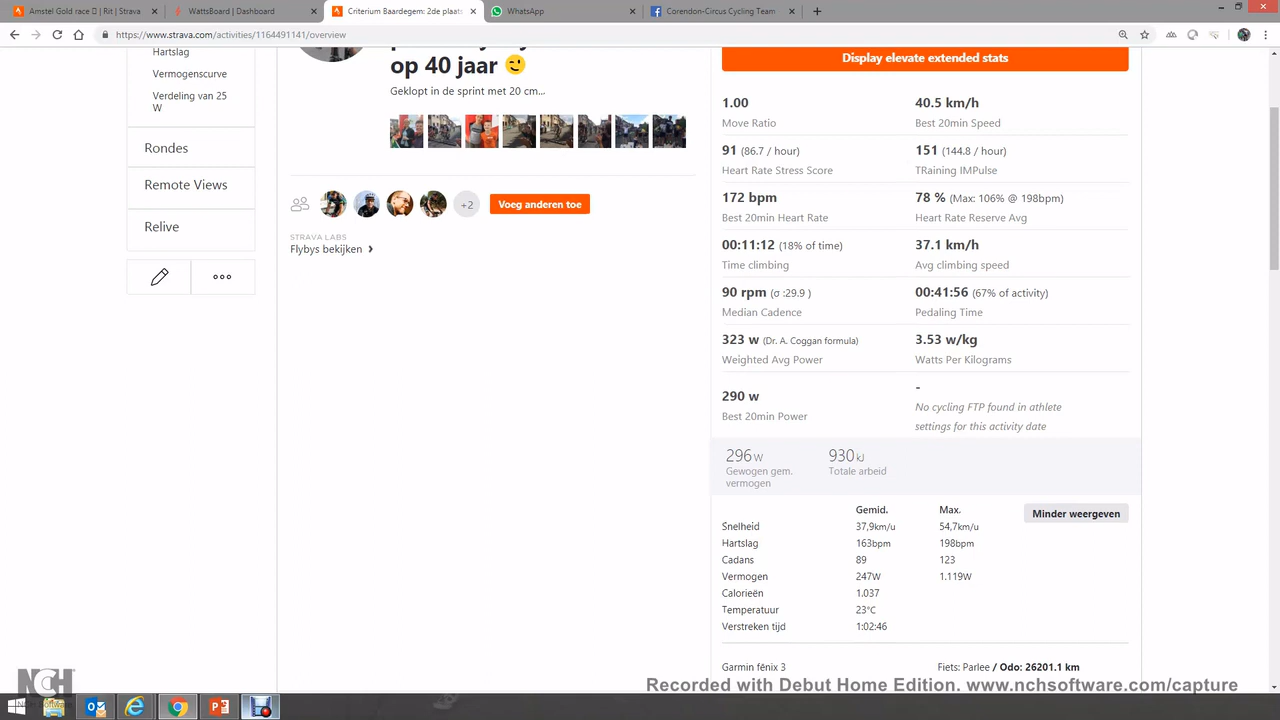 Amstel Gold race | Rit | Strava
WattsBoard | Dashboard
Criterium Baardegem: 2de plaats
WhatsApp
Corendon-Circus Cycling Team
https://www.strava.com/activities/1164491141/overview
Hartslag
Vermogenscurve
Verdeling van 25
W
Rondes
Remote Views
Relive
op 40 jaar 😉
Geklopt in de sprint met 20 cm...
+2
Voeg anderen toe
STRAVA LABS
Flybys bekijken ›
Display elevate extended stats
1.00
Move Ratio
40.5 km/h
Best 20min Speed
91 (86.7 / hour)
Heart Rate Stress Score
151 (144.8 / hour)
TRaining IMPulse
172 bpm
Best 20min Heart Rate
78 % (Max: 106% @ 198bpm)
Heart Rate Reserve Avg
00:11:12 (18% of time)
Time climbing
37.1 km/h
Avg climbing speed
90 rpm (σ :29.9 )
Median Cadence
00:41:56 (67% of activity)
Pedaling Time
323 w (Dr. A. Coggan formula)
Weighted Avg Power
3.53 w/kg
Watts Per Kilograms
290 w
Best 20min Power
-
No cycling FTP found in athlete
settings for this activity date
296 W
Gewogen gem.
vermogen
930 kJ
Totale arbeid
Gemid. Max.
Minder weergeven
Snelheid 37,9km/u 54,7km/u
Hartslag 163bpm 198bpm
Cadans 89 123
Vermogen 247W 1.119W
Calorieën 1.037
Temperatuur 23°C
Verstreken tijd 1:02:46
Garmin fēnix 3
Fiets: Parlee / Odo: 26201.1 km
NCH
NCH Software
Recorded with Debut Home Edition. www.nchsoftware.com/capture